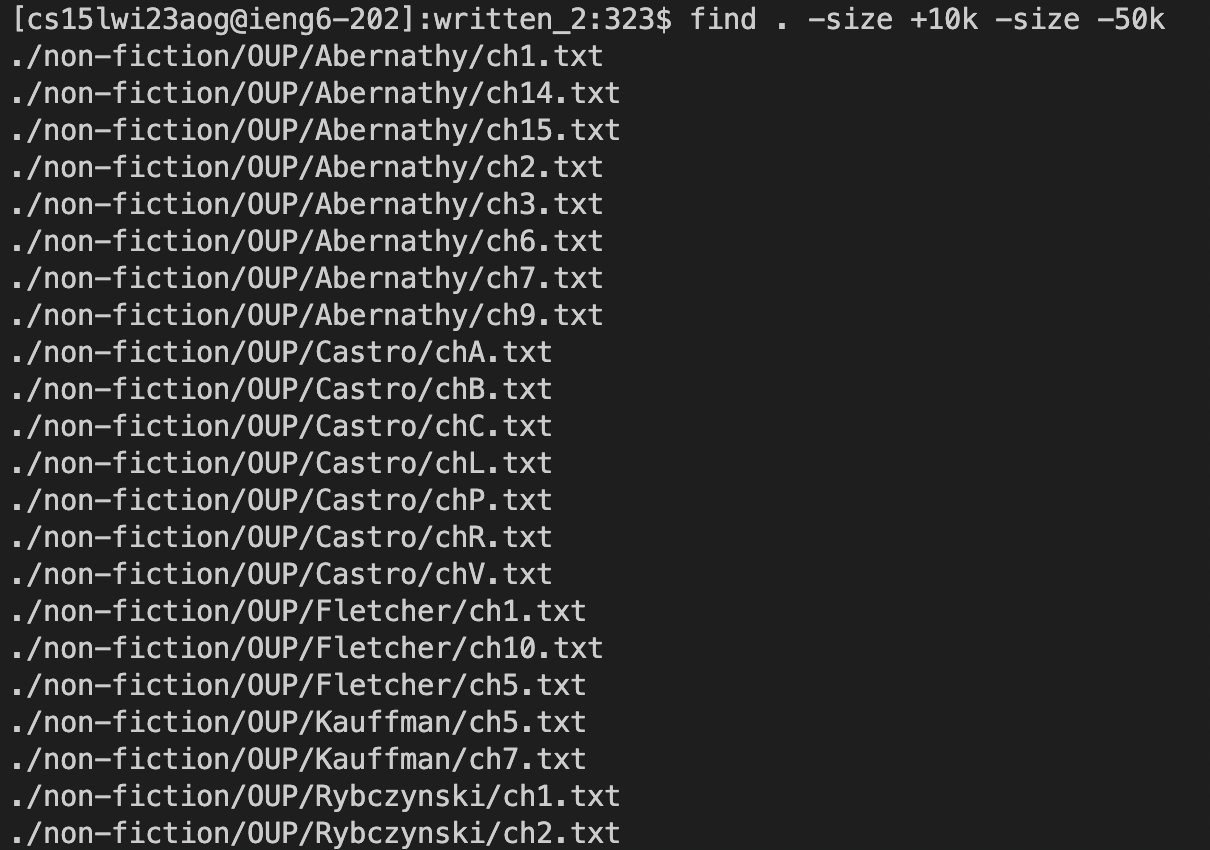 [cs15lwi23aog@ieng6-202]:written_2:323$ find . -size +10k -size -50k
./non-fiction/OUP/Abernathy/ch1.txt
./non-fiction/OUP/Abernathy/ch14.txt
./non-fiction/OUP/Abernathy/ch15.txt
./non-fiction/OUP/Abernathy/ch2.txt
./non-fiction/OUP/Abernathy/ch3.txt
./non-fiction/OUP/Abernathy/ch6.txt
./non-fiction/OUP/Abernathy/ch7.txt
./non-fiction/OUP/Abernathy/ch9.txt
./non-fiction/OUP/Castro/chA.txt
./non-fiction/OUP/Castro/chB.txt
./non-fiction/OUP/Castro/chC.txt
./non-fiction/OUP/Castro/chL.txt
./non-fiction/OUP/Castro/chP.txt
./non-fiction/OUP/Castro/chR.txt
./non-fiction/OUP/Castro/chV.txt
./non-fiction/OUP/Fletcher/ch1.txt
./non-fiction/OUP/Fletcher/ch10.txt
./non-fiction/OUP/Fletcher/ch5.txt
./non-fiction/OUP/Kauffman/ch5.txt
./non-fiction/OUP/Kauffman/ch7.txt
./non-fiction/OUP/Rybczynski/ch1.txt
./non-fiction/OUP/Rybczynski/ch2.txt